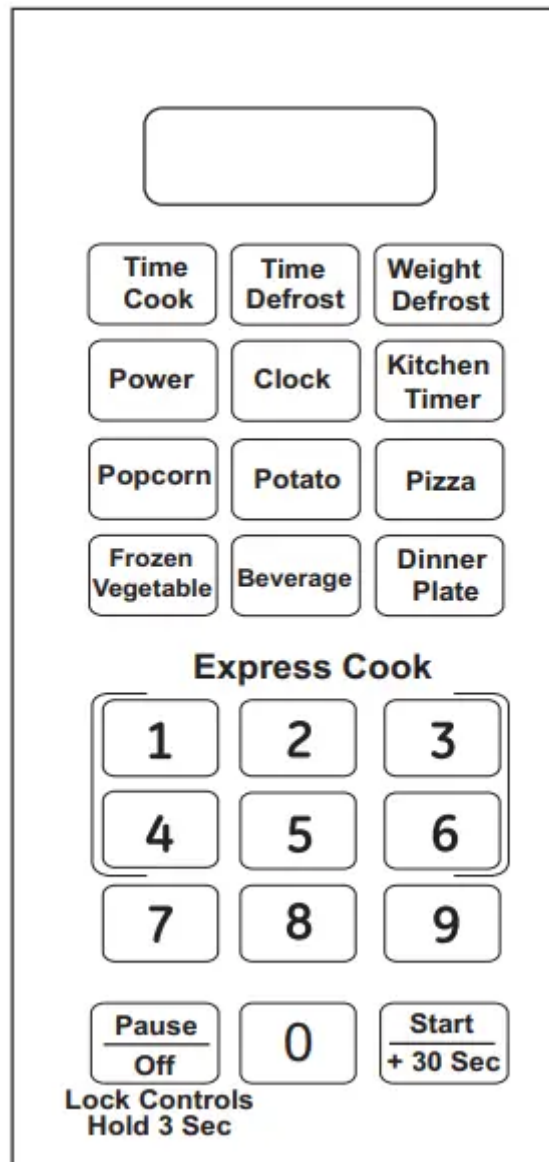 Time Cook
Time Defrost
Weight Defrost
Power
Clock
Kitchen Timer
Popcorn
Potato
Pizza
Frozen Vegetable
Beverage
Dinner Plate
Express Cook
1
2
3
4
5
6
7
8
9
Pause
Off
0
Start
+ 30 Sec
Lock Controls
Hold 3 Sec